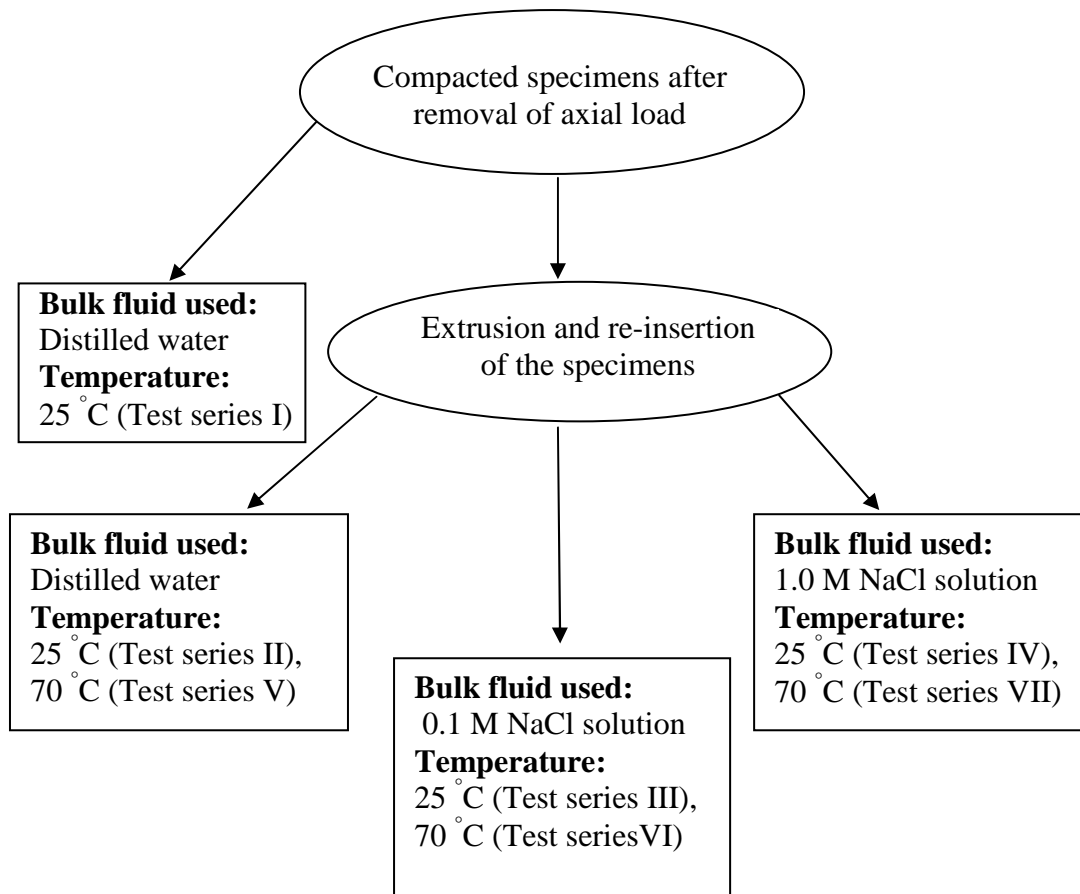 Compacted specimens after
removal of axial load
Bulk fluid used:
Distilled water
Temperature:
25 °C (Test series I)
Extrusion and re-insertion
of the specimens
Bulk fluid used:
Distilled water
Temperature:
25 °C (Test series II),
70 °C (Test series V)
Bulk fluid used:
0.1 M NaCl solution
Temperature:
25 °C (Test series III),
70 °C (Test seriesVI)
Bulk fluid used:
1.0 M NaCl solution
Temperature:
25 °C (Test series IV),
70 °C (Test series VII)